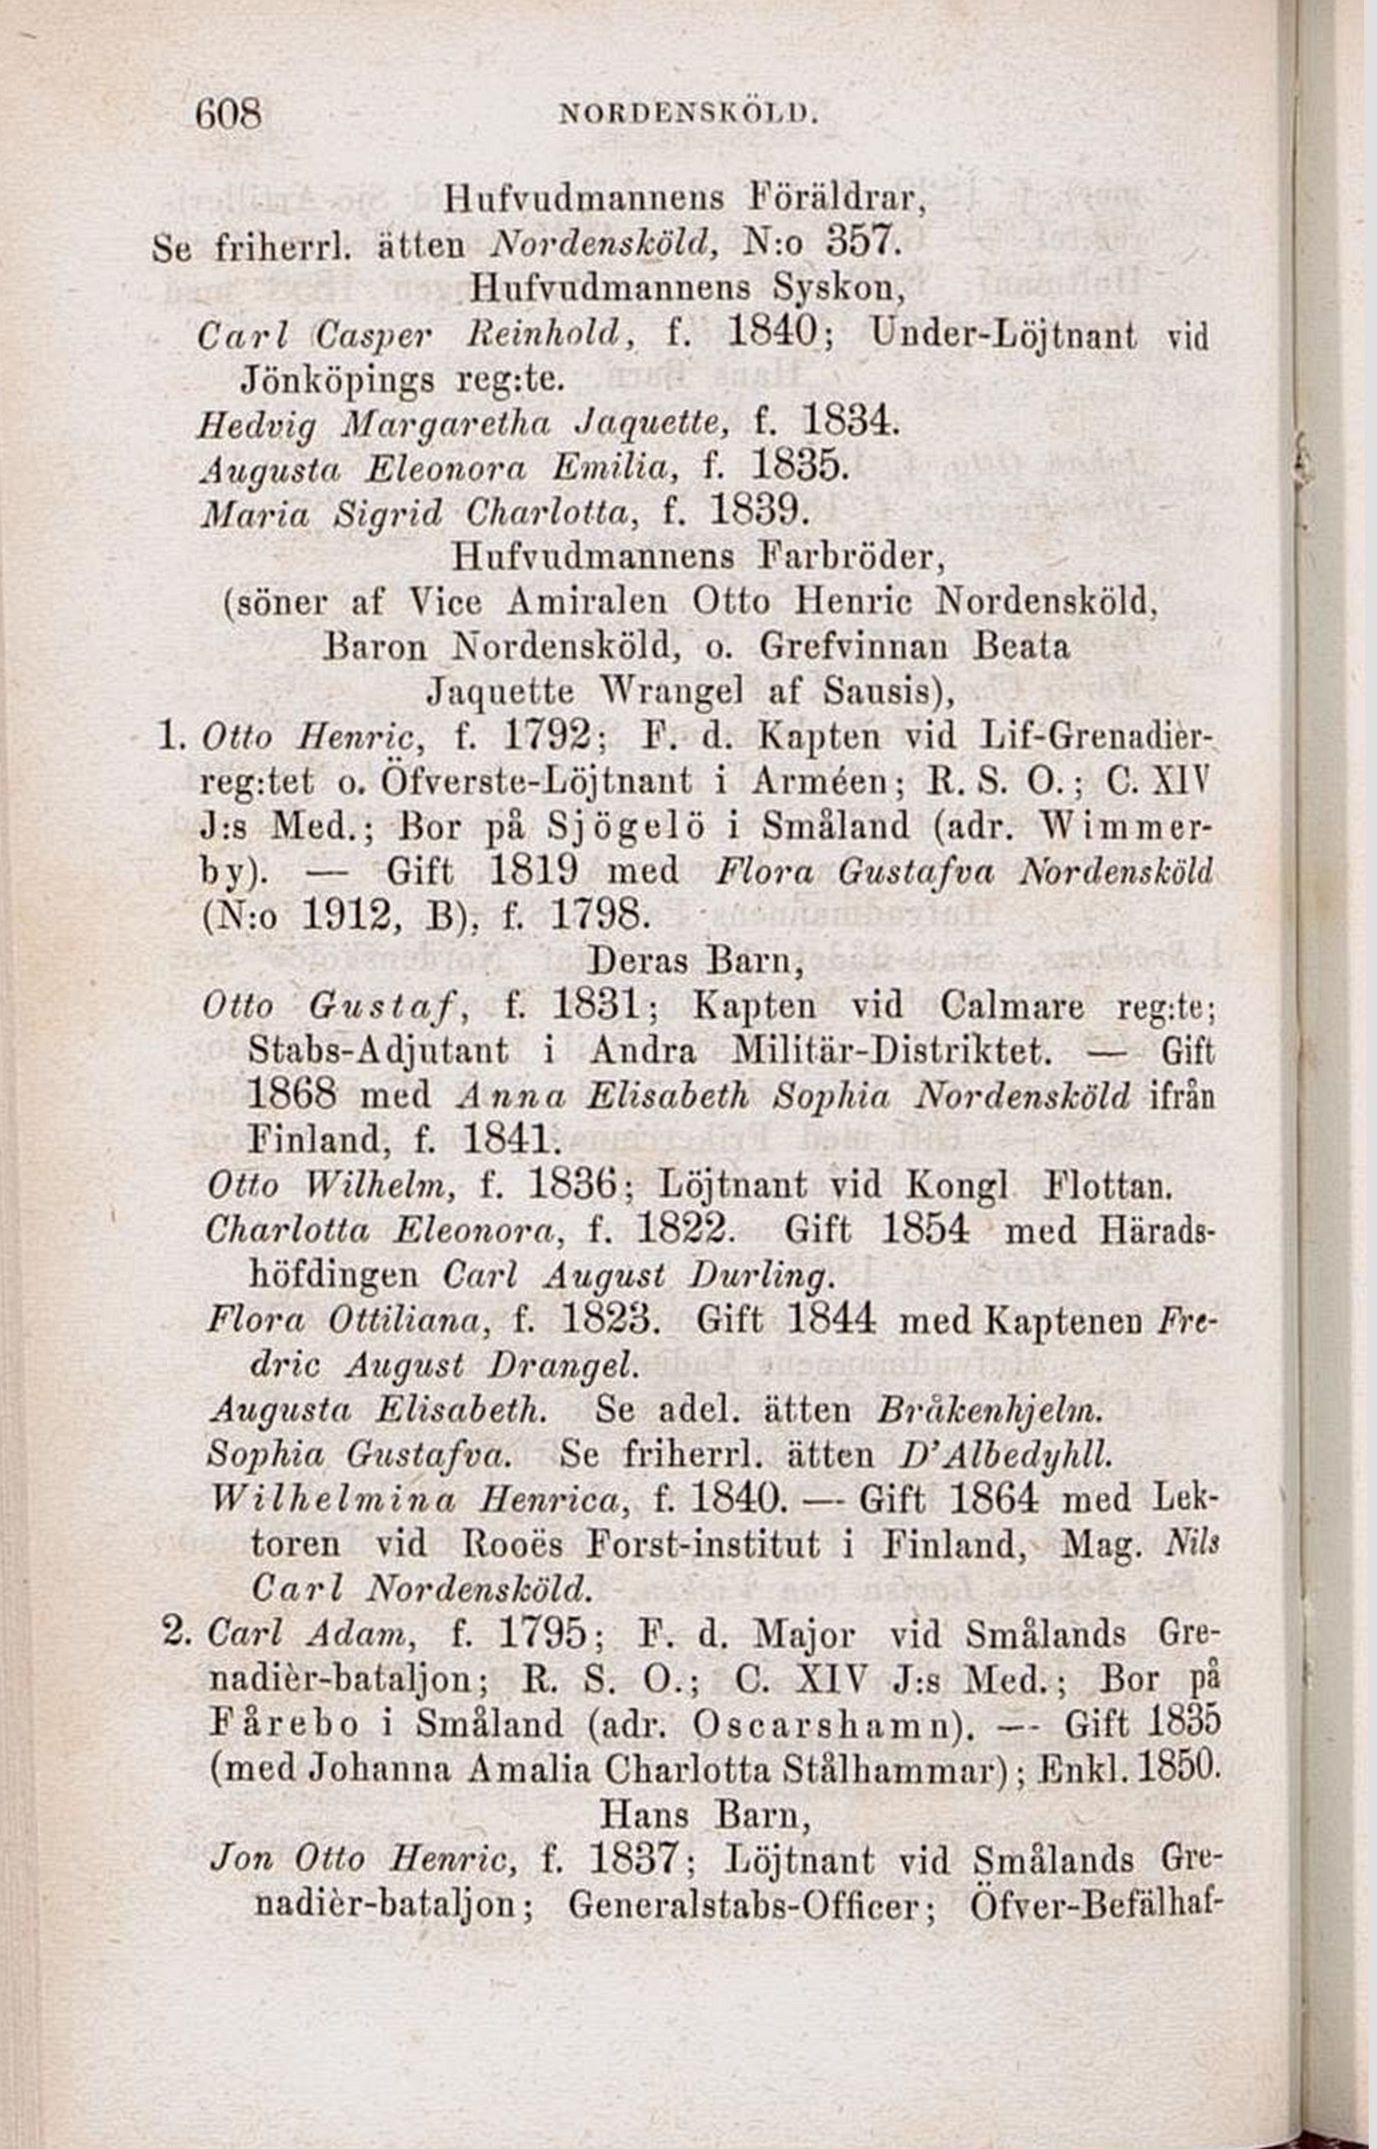 608 NORDENSKÖLD.
Hufvudmannens Föräldrar,
Se friherrl. ätten Nordensköld, N:o 357.
Hufvudmannens Syskon,
Carl Casper Reinhold, f. 1840; Under-Löjtnant vid
Jönköpings reg:te.
Hedvig Margaretha Jaquette, f. 1834.
Augusta Eleonora Emilia, f. 1835.
Maria Sigrid Charlotta, f. 1839.
Hufvudmannens Farbröder,
(söner af Vice Amiralen Otto Henric Nordensköld,
Baron Nordensköld, o. Grefvinnan Beata
Jaquette Wrangel af Sausis),
1. Otto Henric, f. 1792; F. d. Kapten vid Lif-Grenadièr-
reg:tet o. Öfverste-Löjtnant i Arméen; R. S. O.; C. XIV
J:s Med.; Bor på Sjögelö i Småland (adr. Wimmer-
by). — Gift 1819 med Flora Gustafva Nordensköld
(N:o 1912, B), f. 1798.
Deras Barn,
Otto Gustaf, f. 1831; Kapten vid Calmare reg:te;
Stabs-Adjutant i Andra Militär-Distriktet. — Gift
1868 med Anna Elisabeth Sophia Nordensköld ifrån
Finland, f. 1841.
Otto Wilhelm, f. 1836; Löjtnant vid Kongl Flottan.
Charlotta Eleonora, f. 1822. Gift 1854 med Härads-
höfdingen Carl August Durling.
Flora Ottiliana, f. 1823. Gift 1844 med Kaptenen Fre-
dric August Drangel.
Augusta Elisabeth. Se adel. ätten Bråkenhjelm.
Sophia Gustafva. Se friherrl. ätten D'Albedyhll.
Wilhelmina Henrica, f. 1840. — Gift 1864 med Lek-
toren vid Rooës Forst-institut i Finland, Mag. Nils
Carl Nordensköld.
2. Carl Adam, f. 1795; F. d. Major vid Smålands Gre-
nadièr-bataljon; R. S. O.; C. XIV J:s Med.; Bor på
Fårebo i Småland (adr. Oscarshamn). — Gift 1835
(med Johanna Amalia Charlotta Stålhammar); Enkl. 1850.
Hans Barn,
Jon Otto Henric, f. 1837; Löjtnant vid Smålands Gre-
nadièr-bataljon; Generalstabs-Officer; Öfver-Befälhaf-